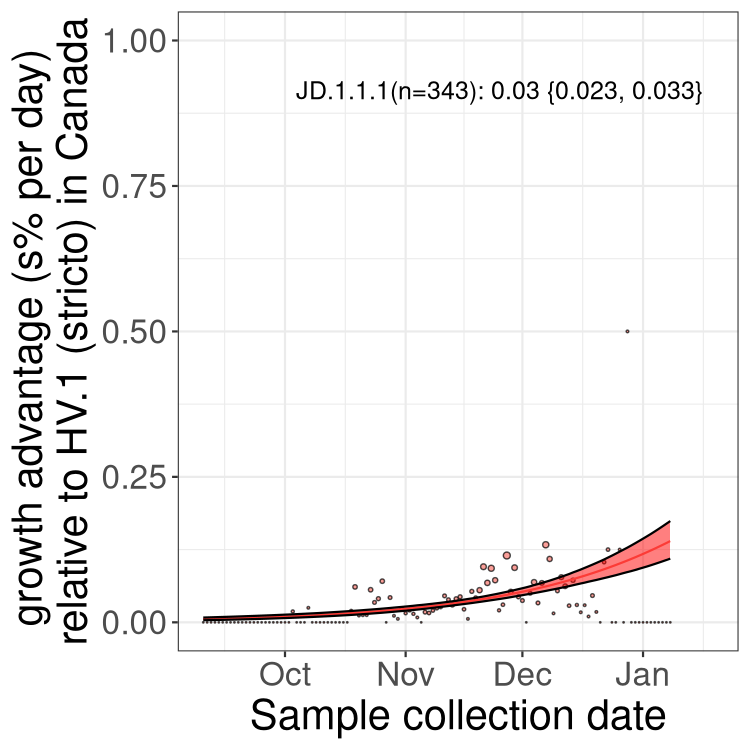 growth advantage (s% per day)
relative to HV.1 (stricto) in Canada
1.00
0.75
0.50
0.25
0.00
JD.1.1.1(n=343): 0.03 {0.023, 0.033}
Oct Nov Dec Jan
Sample collection date